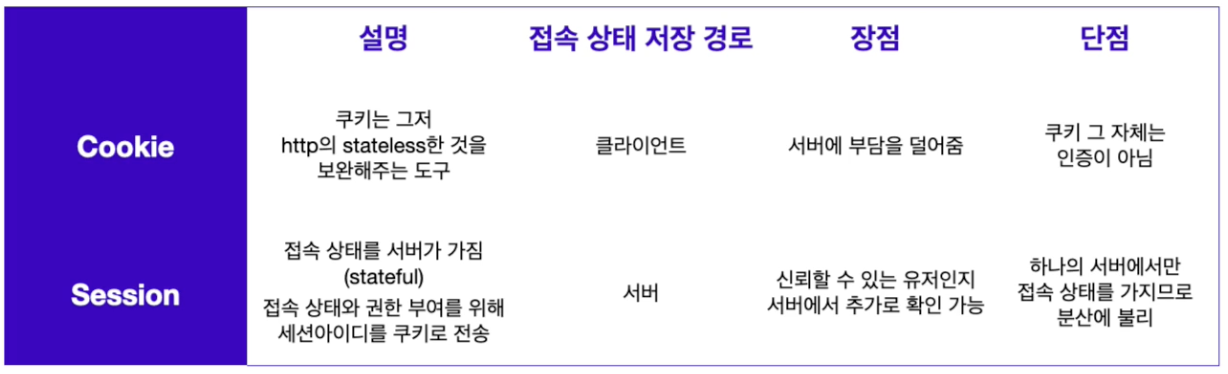 설명
접속 상태 저장 경로
장점
단점
Cookie
쿠키는 그저
http의 stateless한 것을
보완해주는 도구
클라이언트
서버에 부담을 덜어줌
쿠키 그 자체는
인증이 아님
Session
접속 상태를 서버가 가짐
(stateful)
접속 상태와 권한 부여를 위해
세션아이디를 쿠키로 전송
서버
신뢰할 수 있는 유저인지
서버에서 추가로 확인 가능
하나의 서버에서만
접속 상태를 가지므로
분산에 불리